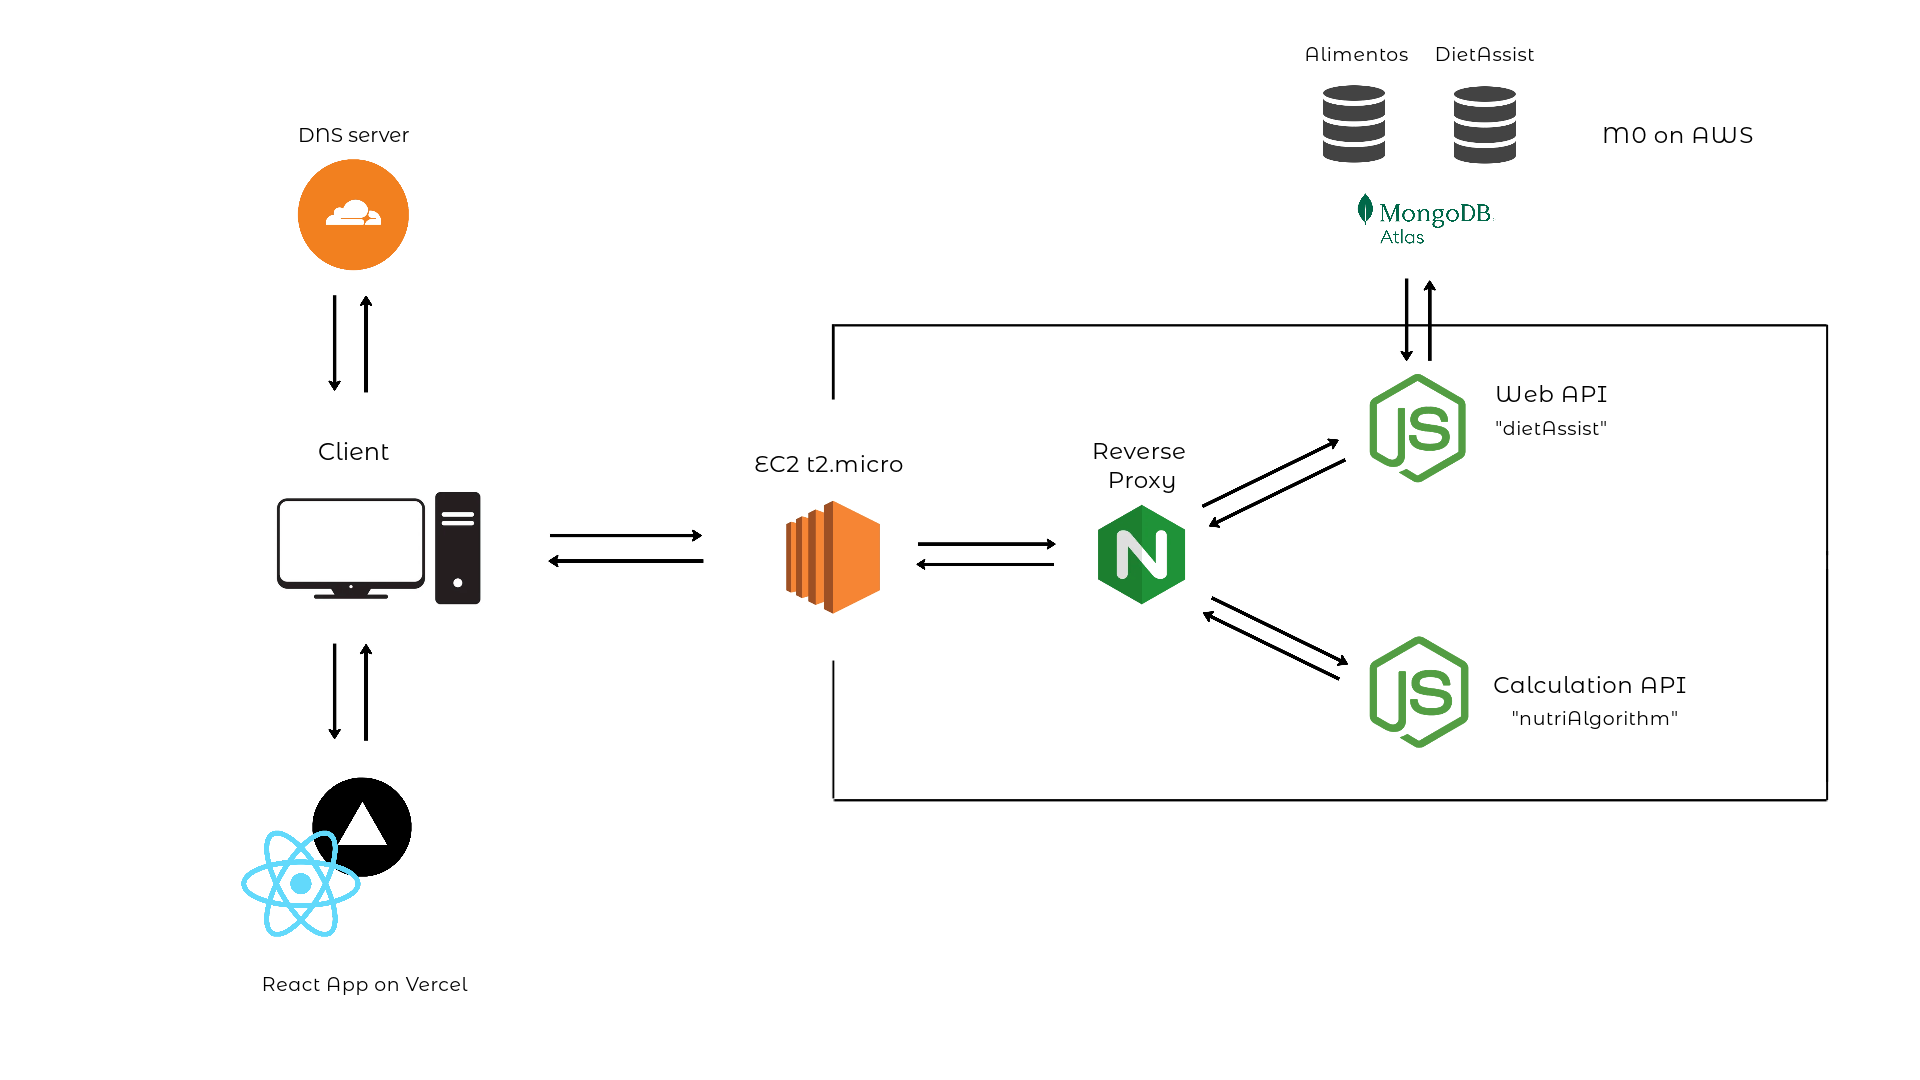 Alimentos
DietAssist
M0 on AWS
MongoDB
Atlas
DNS server
Client
EC2 t2.micro
Reverse
Proxy
N
JS
Web API
"dietAssist"
JS
Calculation API
"nutriAlgorithm"
React App on Vercel